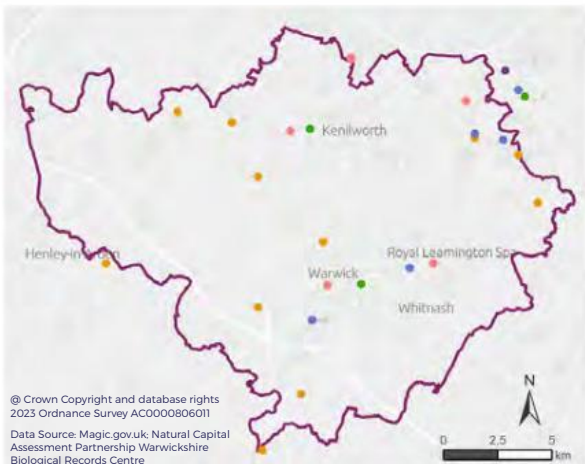 Kenilworth
Henley-in-Arden
Royal Leamington Spa
Warwick
Whitnash
@ Crown Copyright and database rights
2023 Ordnance Survey AC0000806011
Data Source: Magic.gov.uk; Natural Capital
Assessment Partnership Warwickshire
Biological Records Centre
N
0 2.5 5
km